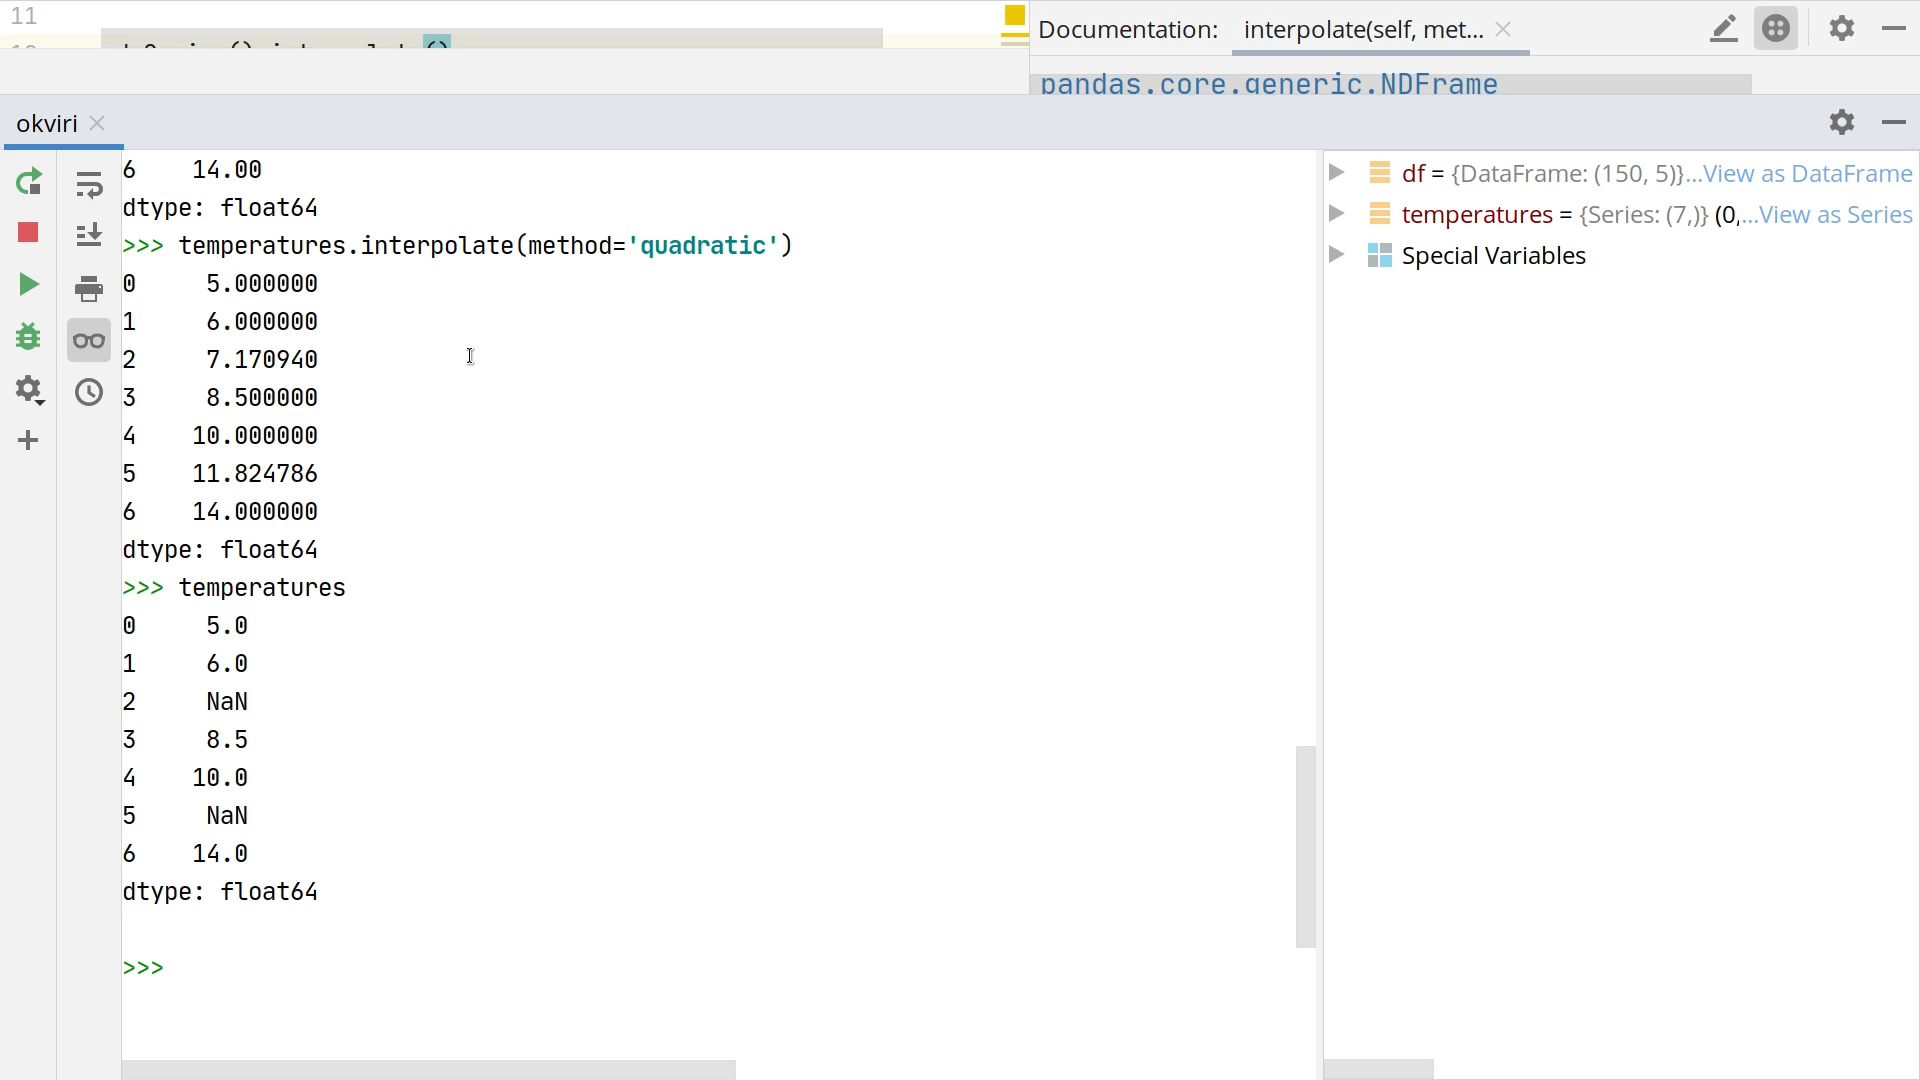 11
Documentation:
interpolate(self, met...
pandas.core.generic.NDFrame
okviri
6 14.00
dtype: float64
>>> temperatures.interpolate(method='quadratic')
0 5.000000
1 6.000000
2 7.170940
3 8.500000
4 10.000000
5 11.824786
6 14.000000
dtype: float64
>>> temperatures
0 5.0
1 6.0
2 NaN
3 8.5
4 10.0
5 NaN
6 14.0
dtype: float64
>>>
df = {DataFrame: (150, 5)}...View as DataFrame
temperatures = {Series: (7,)} (0,...View as Series
Special Variables